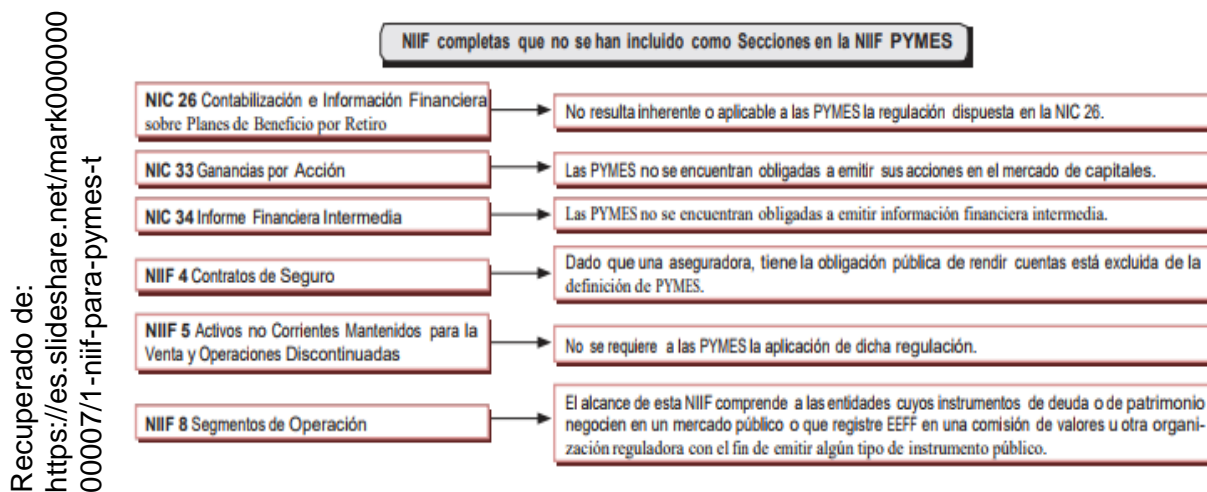 NIIF completas que no se han incluido como Secciones en la NIIF PYMES
NIC 26 Contabilización e Información Financiera
sobre Planes de Beneficio por Retiro
No resulta inherente o aplicable a las PYMES la regulación dispuesta en la NIC 26.
NIC 33 Ganancias por Acción
Las PYMES no se encuentran obligadas a emitir sus acciones en el mercado de capitales.
NIC 34 Informe Financiera Intermedia
Las PYMES no se encuentran obligadas a emitir información financiera intermedia.
NIIF 4 Contratos de Seguro
Dado que una aseguradora, tiene la obligación pública de rendir cuentas está excluida de la
definición de PYMES.
NIIF 5 Activos no Corrientes Mantenidos para la
Venta y Operaciones Discontinuadas
No se requiere a las PYMES la aplicación de dicha regulación.
NIIF 8 Segmentos de Operación
El alcance de esta NIIF comprende a las entidades cuyos instrumentos de deuda o de patrimonio
negocien en un mercado público o que registre EEFF en una comisión de valores u otra organi-
zación reguladora con el fin de emitir algún tipo de instrumento público.
Recuperado de:
https://es.slideshare.net/mark000000
00007/1-niif-para-pymes-t